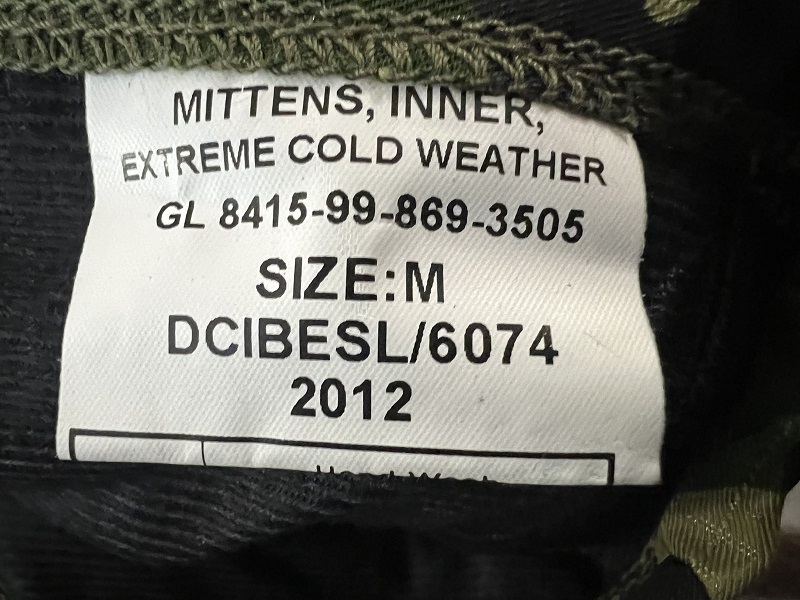 MITTENS, INNER,
EXTREME COLD WEATHER
GL 8415-99-869-3505
SIZE:M
DCIBESL/6074
2012